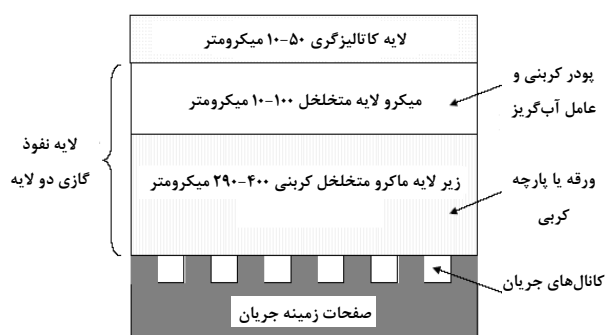 لایه کاتالیزگری ۵۰-۱۰ میکرومتر
میکرو لایه متخلخل ۱۰۰-۱۰ میکرومتر
پودر کربنی و
عامل آب‌گریز
لایه نفوذ
گازی دو لایه
زیر لایه ماکرو متخلخل کربنی ۴۰۰-۲۹۰ میکرومتر
ورقه یا پارچه
کربی
کانال‌های جریان
صفحات زمینه جریان